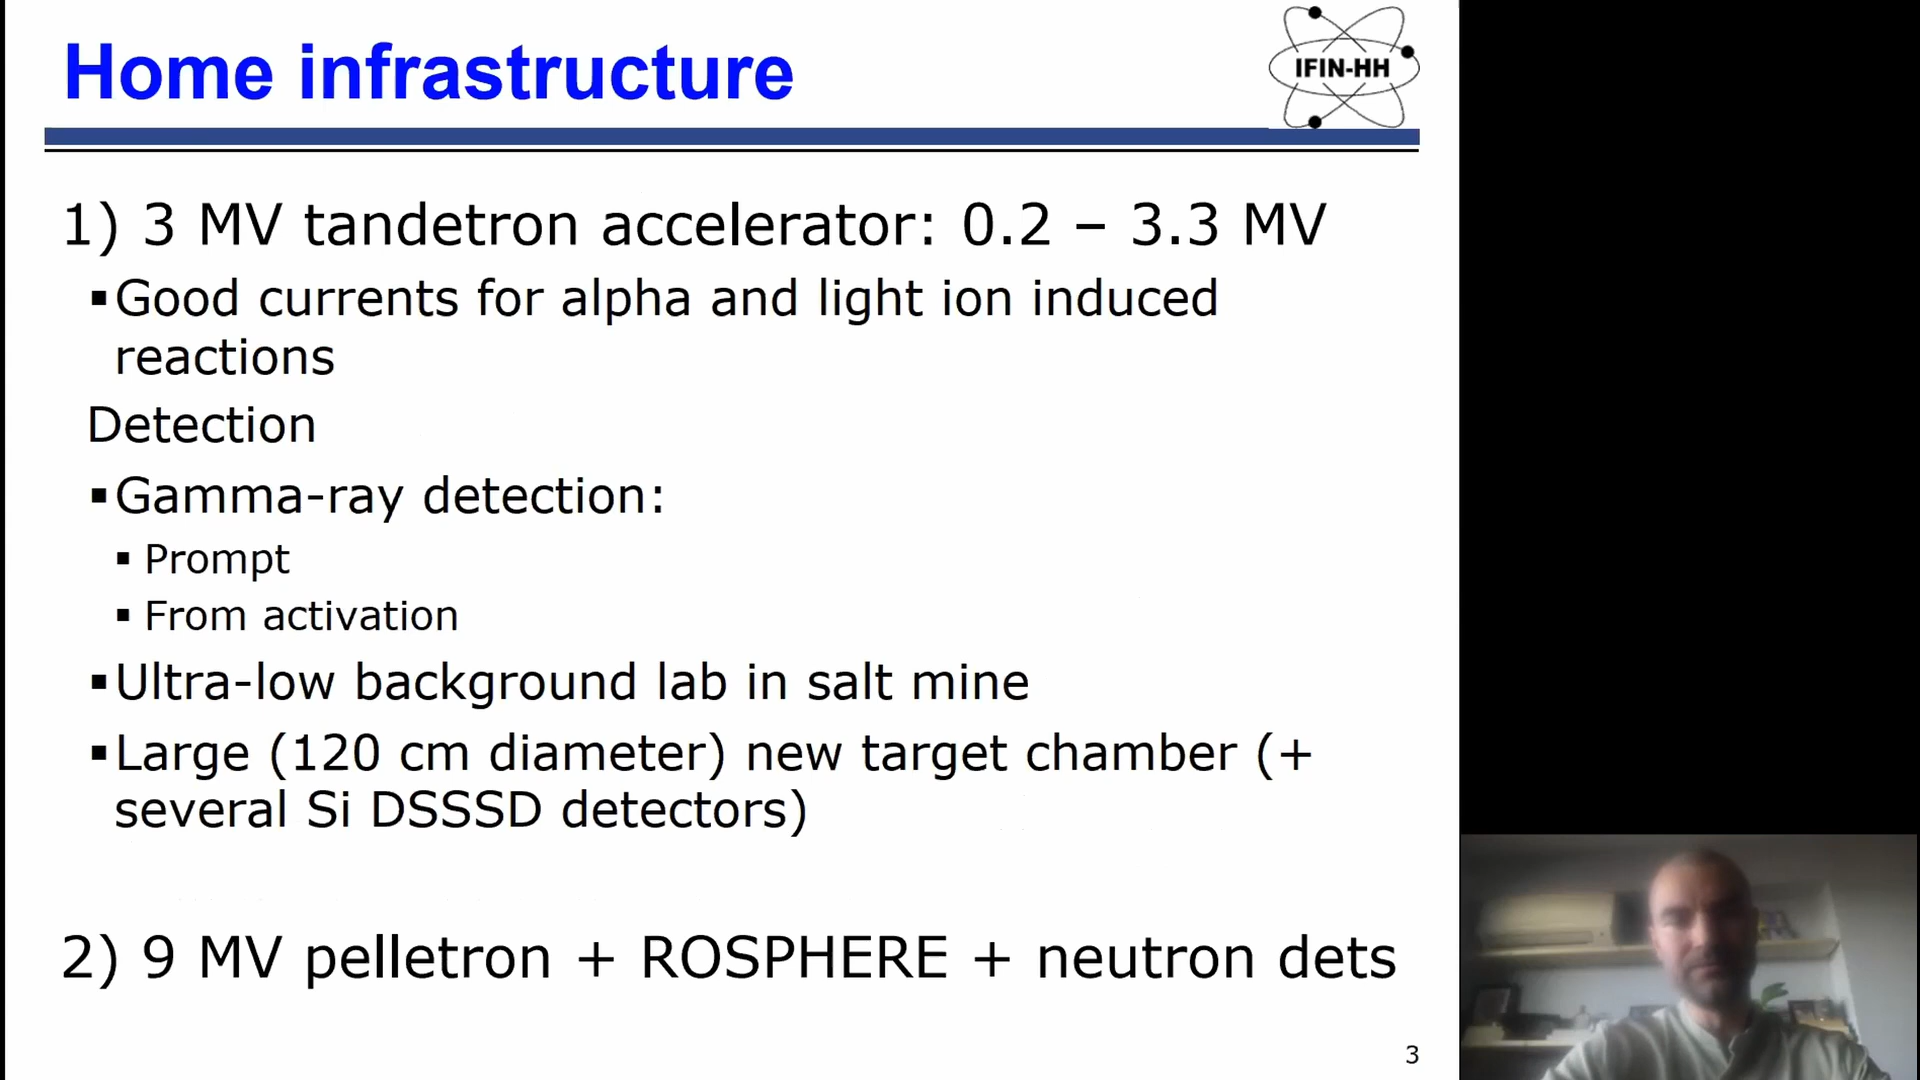 Home infrastructure
IFIN-HH
1) 3 MV tandetron accelerator: 0.2 – 3.3 MV
▪Good currents for alpha and light ion induced
reactions
Detection
▪Gamma-ray detection:
▪ Prompt
▪ From activation
▪Ultra-low background lab in salt mine
▪Large (120 cm diameter) new target chamber (+
several Si DSSSD detectors)
2) 9 MV pelletron + ROSPHERE + neutron dets
3